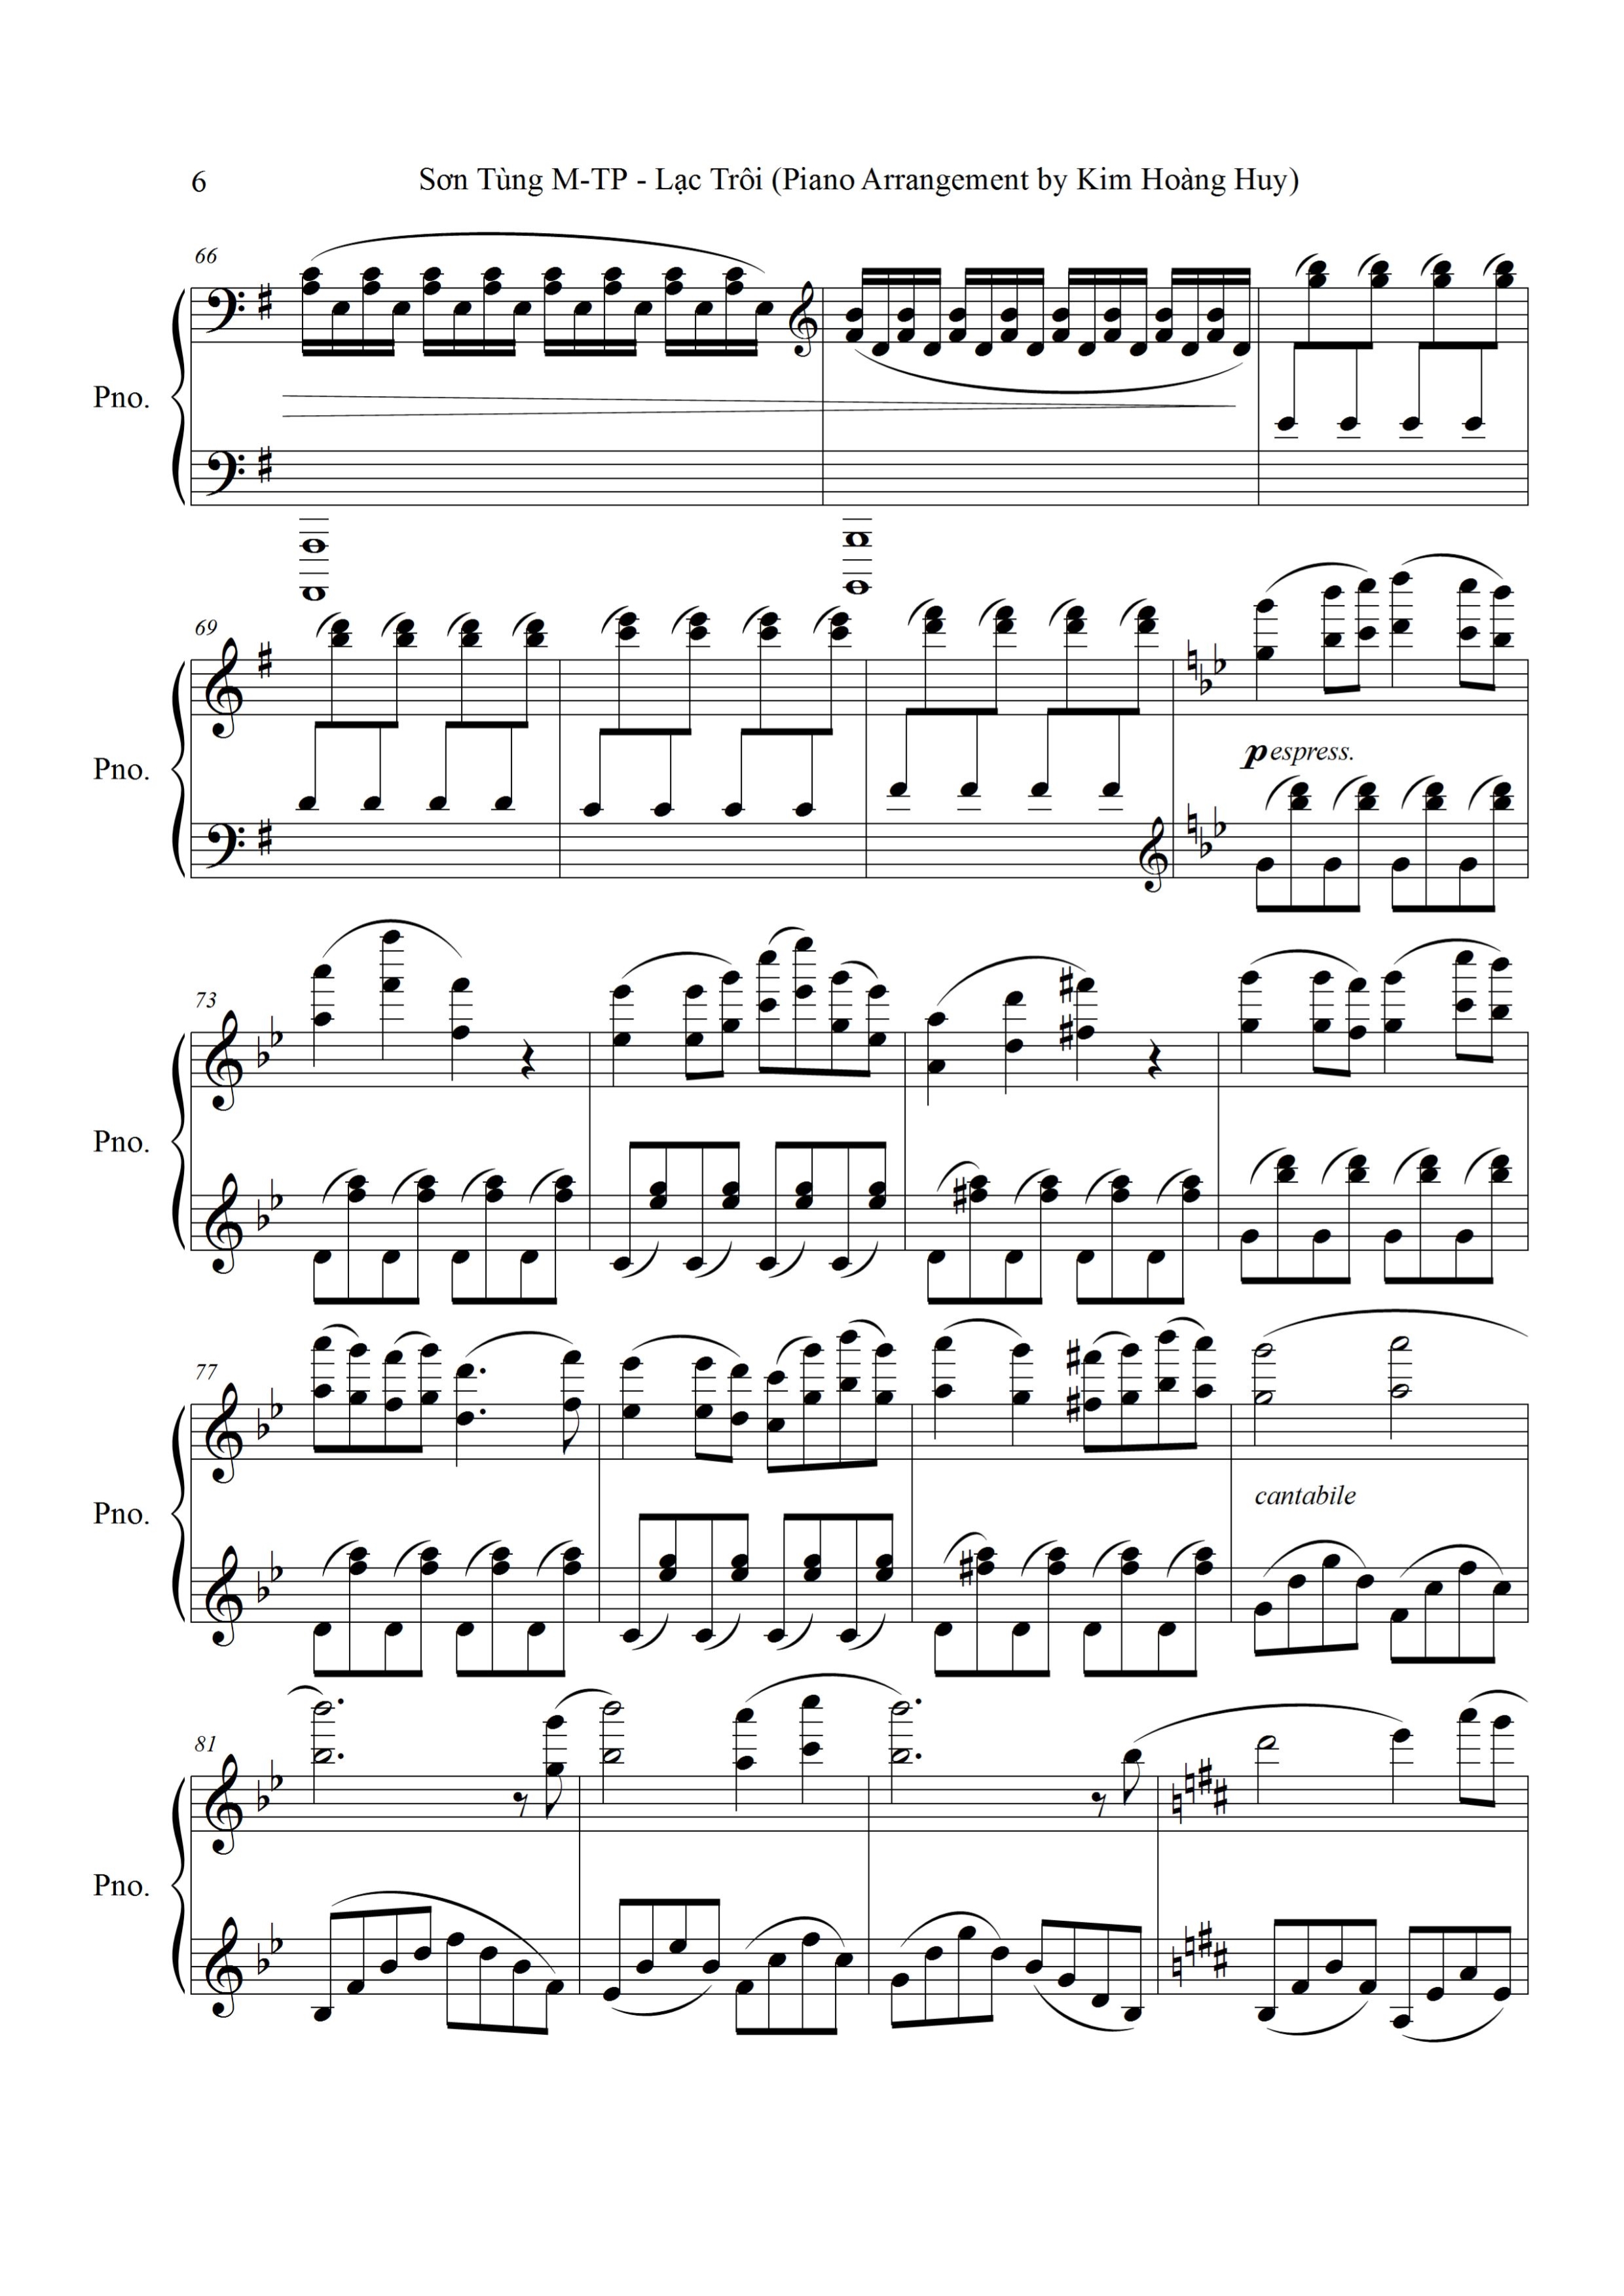 6 Sơn Tùng M-TP - Lạc Trôi (Piano Arrangement by Kim Hoàng Huy)
66
Pno.
69
Pno.
p espress.
73
Pno.
77
Pno.
cantabile
81
Pno.